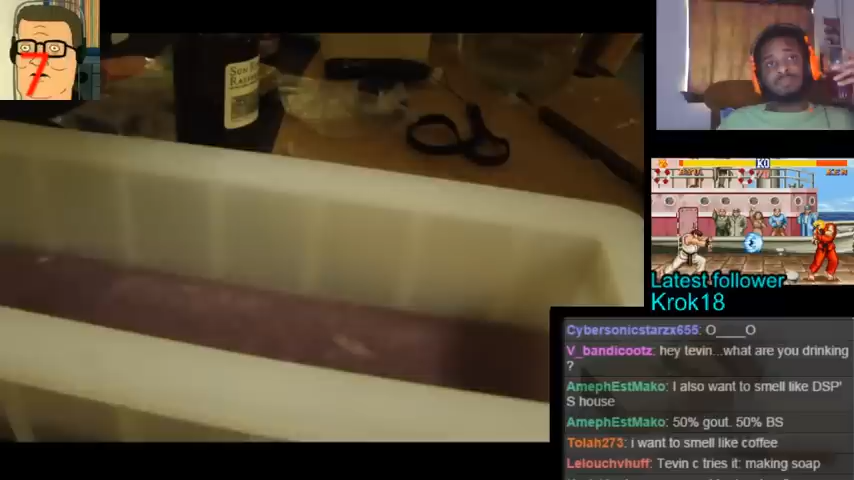 7
KO
KEN
Latest follower
Krok18
Cybersonicstarzx655: O____O
V_bandicootz: hey tevin...what are you drinking
?
AmephEstMako: I also want to smell like DSP'
S house
AmephEstMako: 50% gout. 50% BS
Tolah273: i want to smell like coffee
Lelouchvhuff: Tevin c tries it: making soap